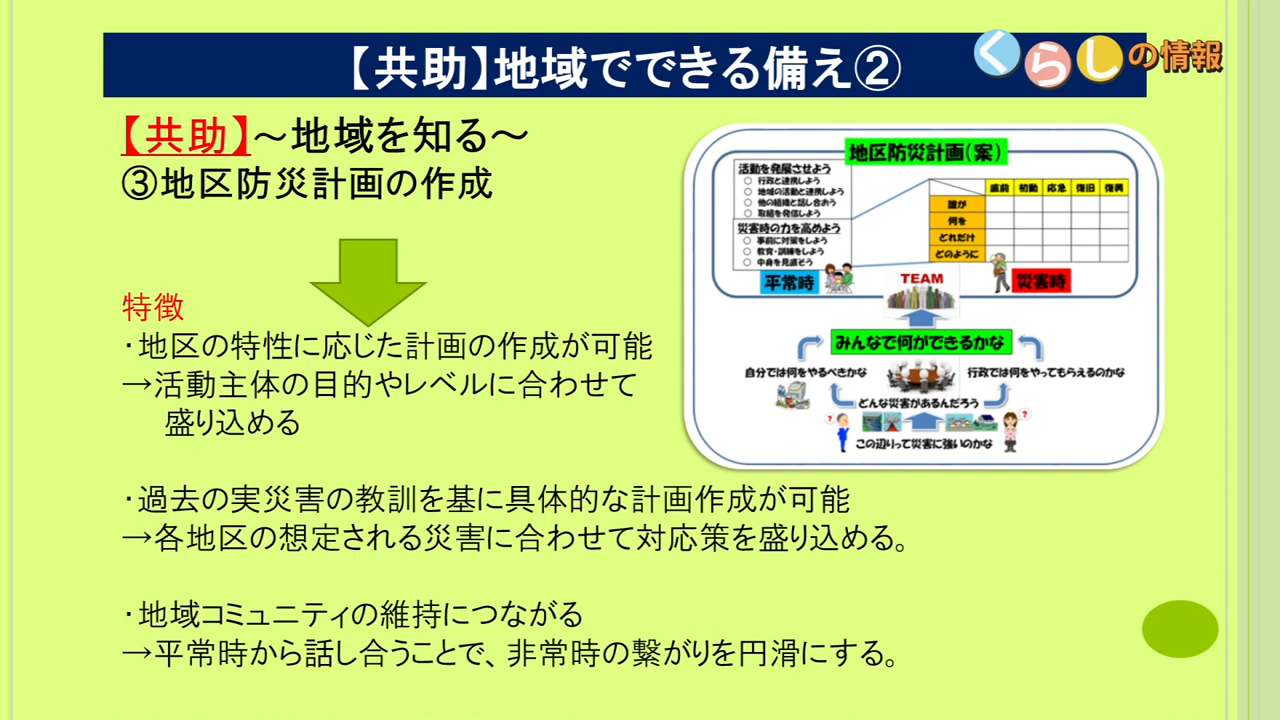 【共助】地域でできる備え②
くらしの情報
【共助】～地域を知る～
③地区防災計画の作成
特徴
・地区の特性に応じた計画の作成が可能
→活動主体の目的やレベルに合わせて
盛り込める
・過去の実災害の教訓を基に具体的な計画作成が可能
→各地区の想定される災害に合わせて対応策を盛り込める。
・地域コミュニティの維持につながる
→平常時から話し合うことで、非常時の繋がりを円滑にする。
地区防災計画(案)
活動を発展させよう
○ 行政と連携しよう
○ 地域の活動と連携しよう
○ 他の組織と話し合おう
○ 取組を発信しよう
災害時の力を高めよう
○ 事前に対策をしよう
○ 教育・訓練をしよう
○ 中身を見直そう
平常時
直前 初動 応急 復旧 復興
誰が
何を
どれだけ
どのように
災害時
TEAM
みんなで何ができるかな
自分では何をやるべきかな
行政では何をやってもらえるのかな
どんな災害があるんだろう
?
?
この辺りって災害に強いのかな